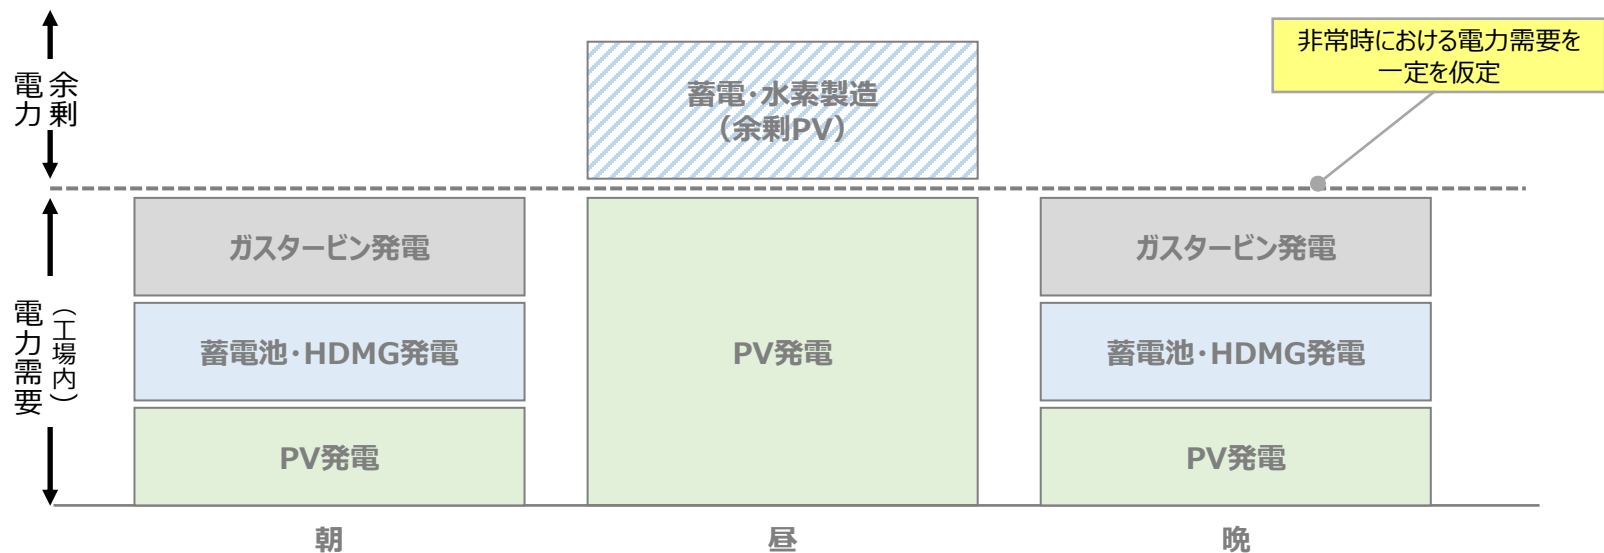 余剰
電力
蓄電・水素製造
（余剰PV）
非常時における電力需要を
一定を仮定
（工場内）
電力需要
ガスタービン発電
蓄電池・HDMG発電
PV発電
PV発電
ガスタービン発電
蓄電池・HDMG発電
PV発電
朝
昼
晩